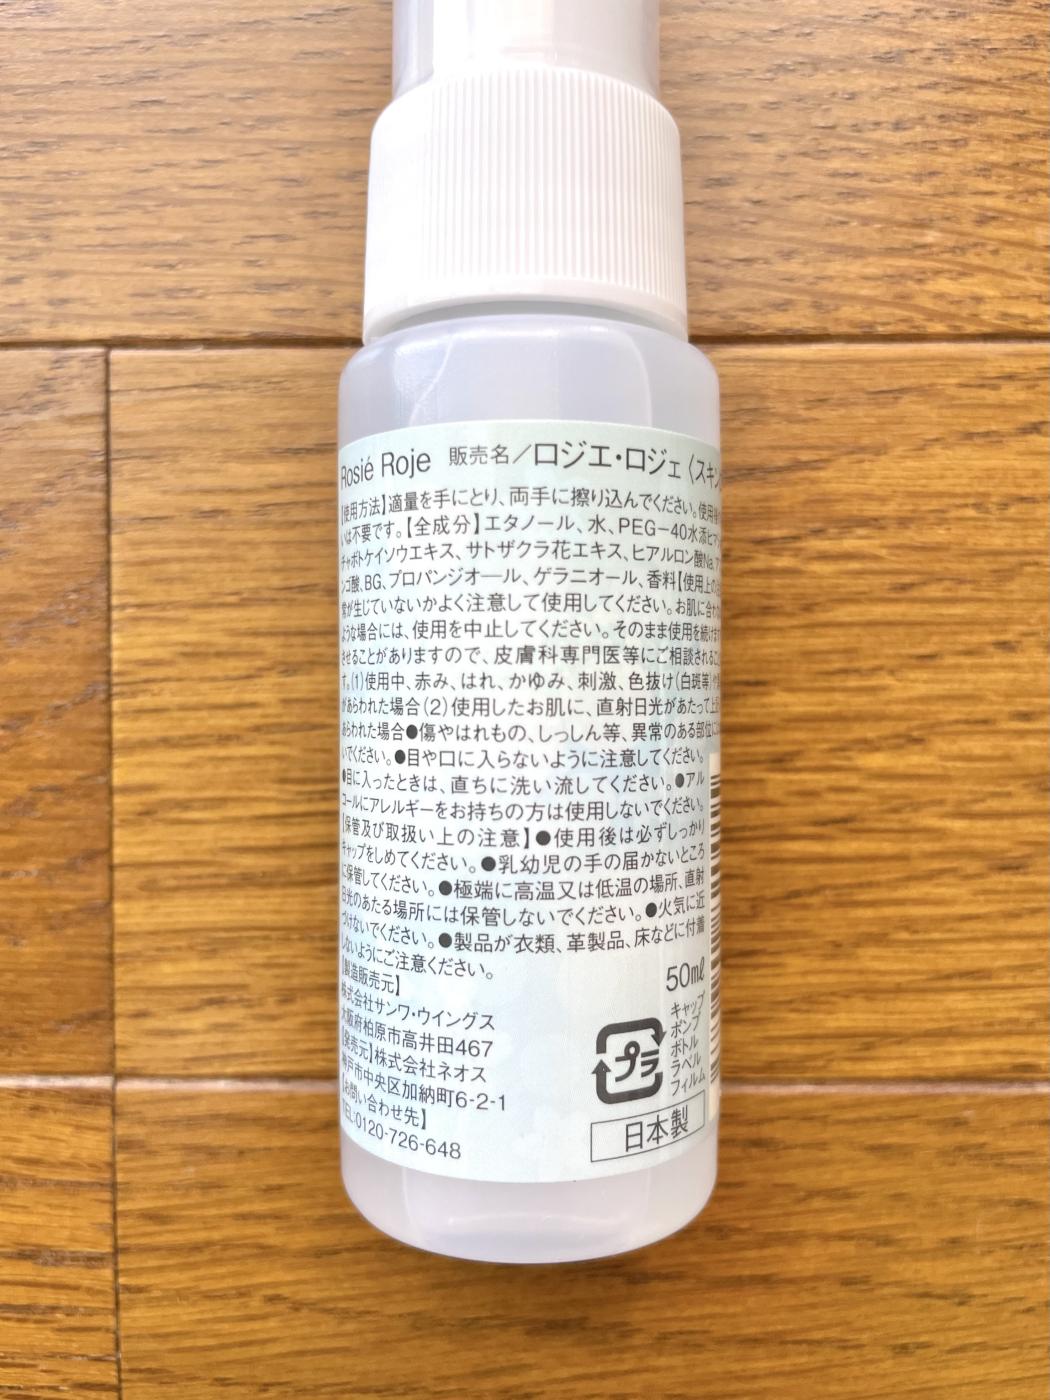 Rosié Roje 販売名／ロジエ・ロジェ〈スキン
【使用方法】適量を手にとり、両手に擦り込んでください。使用後
は不要です。【全成分】エタノール、水、PEG－40水添ヒマ
チャボトケイソウエキス、サトザクラ花エキス、ヒアルロン酸Na、
ンゴ酸、BG、プロパンジオール、ゲラニオール、香料【使用上の
常が生じていないかよく注意して使用してください。お肌に合わ
ような場合には、使用を中止してください。そのまま使用を続けます
させることがありますので、皮膚科専門医等にご相談されること
す。(1)使用中、赤み、はれ、かゆみ、刺激、色抜け(白斑等)や
があらわれた場合(2)使用したお肌に、直射日光があたって上記
あらわれた場合●傷やはれもの、しっしん等、異常のある部位に
いでください。●目や口に入らないように注意してください。
●目に入ったときは、直ちに洗い流してください。●アル
コールにアレルギーをお持ちの方は使用しないでください。
【保管及び取扱い上の注意】●使用後は必ずしっかり
キャップをしめてください。●乳幼児の手の届かないところ
に保管してください。●極端に高温又は低温の場所、直射
日光のあたる場所には保管しないでください。●火気に近
づけないでください。●製品が衣類、革製品、床などに付着
しないようにご注意ください。
【製造販売元】
株式会社サンワ・ウイングス
大阪府柏原市高井田467
【発売元】株式会社ネオス
神戸市中央区加納町6-2-1
【お問い合わせ先】
TEL:0120-726-648
50mℓ
キャップ
ポンプ
ボトル
ラベル
フィルム
プラ
日本製